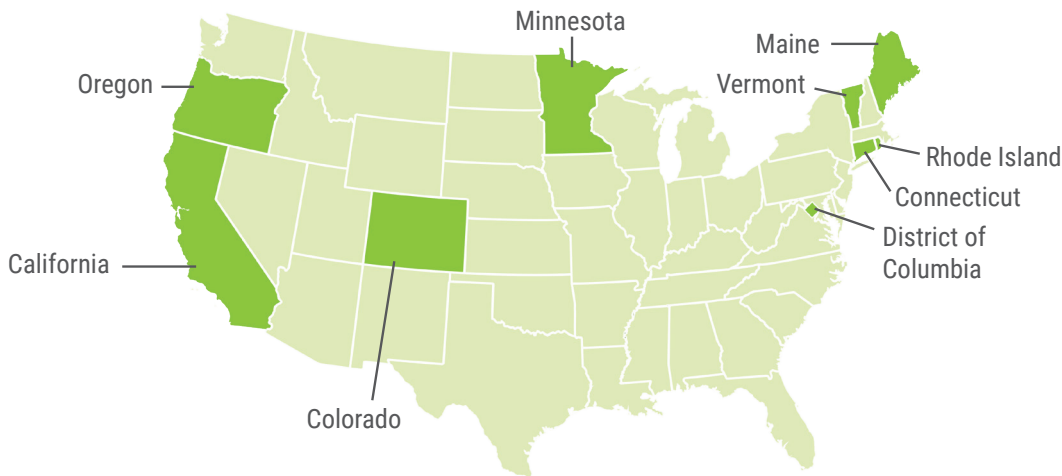 Minnesota
Maine
Oregon
Vermont
Rhode Island
Connecticut
District of
Columbia
California
Colorado